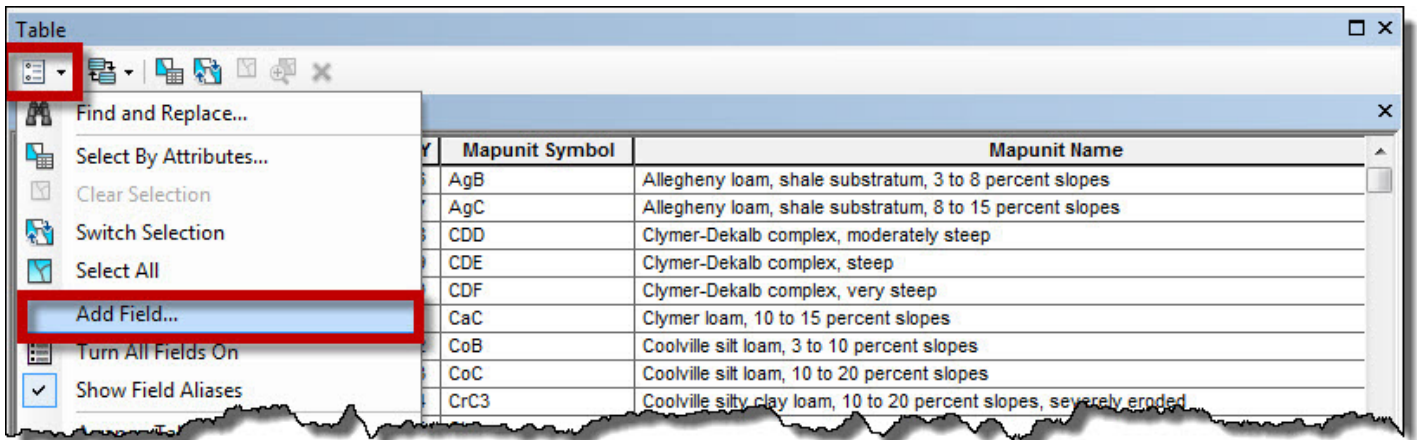 Table
Find and Replace...
Y Mapunit Symbol Mapunit Name
Select By Attributes...
AgB Allegheny loam, shale substratum, 3 to 8 percent slopes
Clear Selection
AgC Allegheny loam, shale substratum, 8 to 15 percent slopes
Switch Selection
CDD Clymer-Dekalb complex, moderately steep
CDE Clymer-Dekalb complex, steep
Select All
CDF Clymer-Dekalb complex, very steep
Add Field...
CaC Clymer loam, 10 to 15 percent slopes
Turn All Fields On
CoB Coolville silt loam, 3 to 10 percent slopes
CoC Coolville silt loam, 10 to 20 percent slopes
Show Field Aliases
CrC3 Coolville silty clay loam, 10 to 20 percent slopes, severely eroded